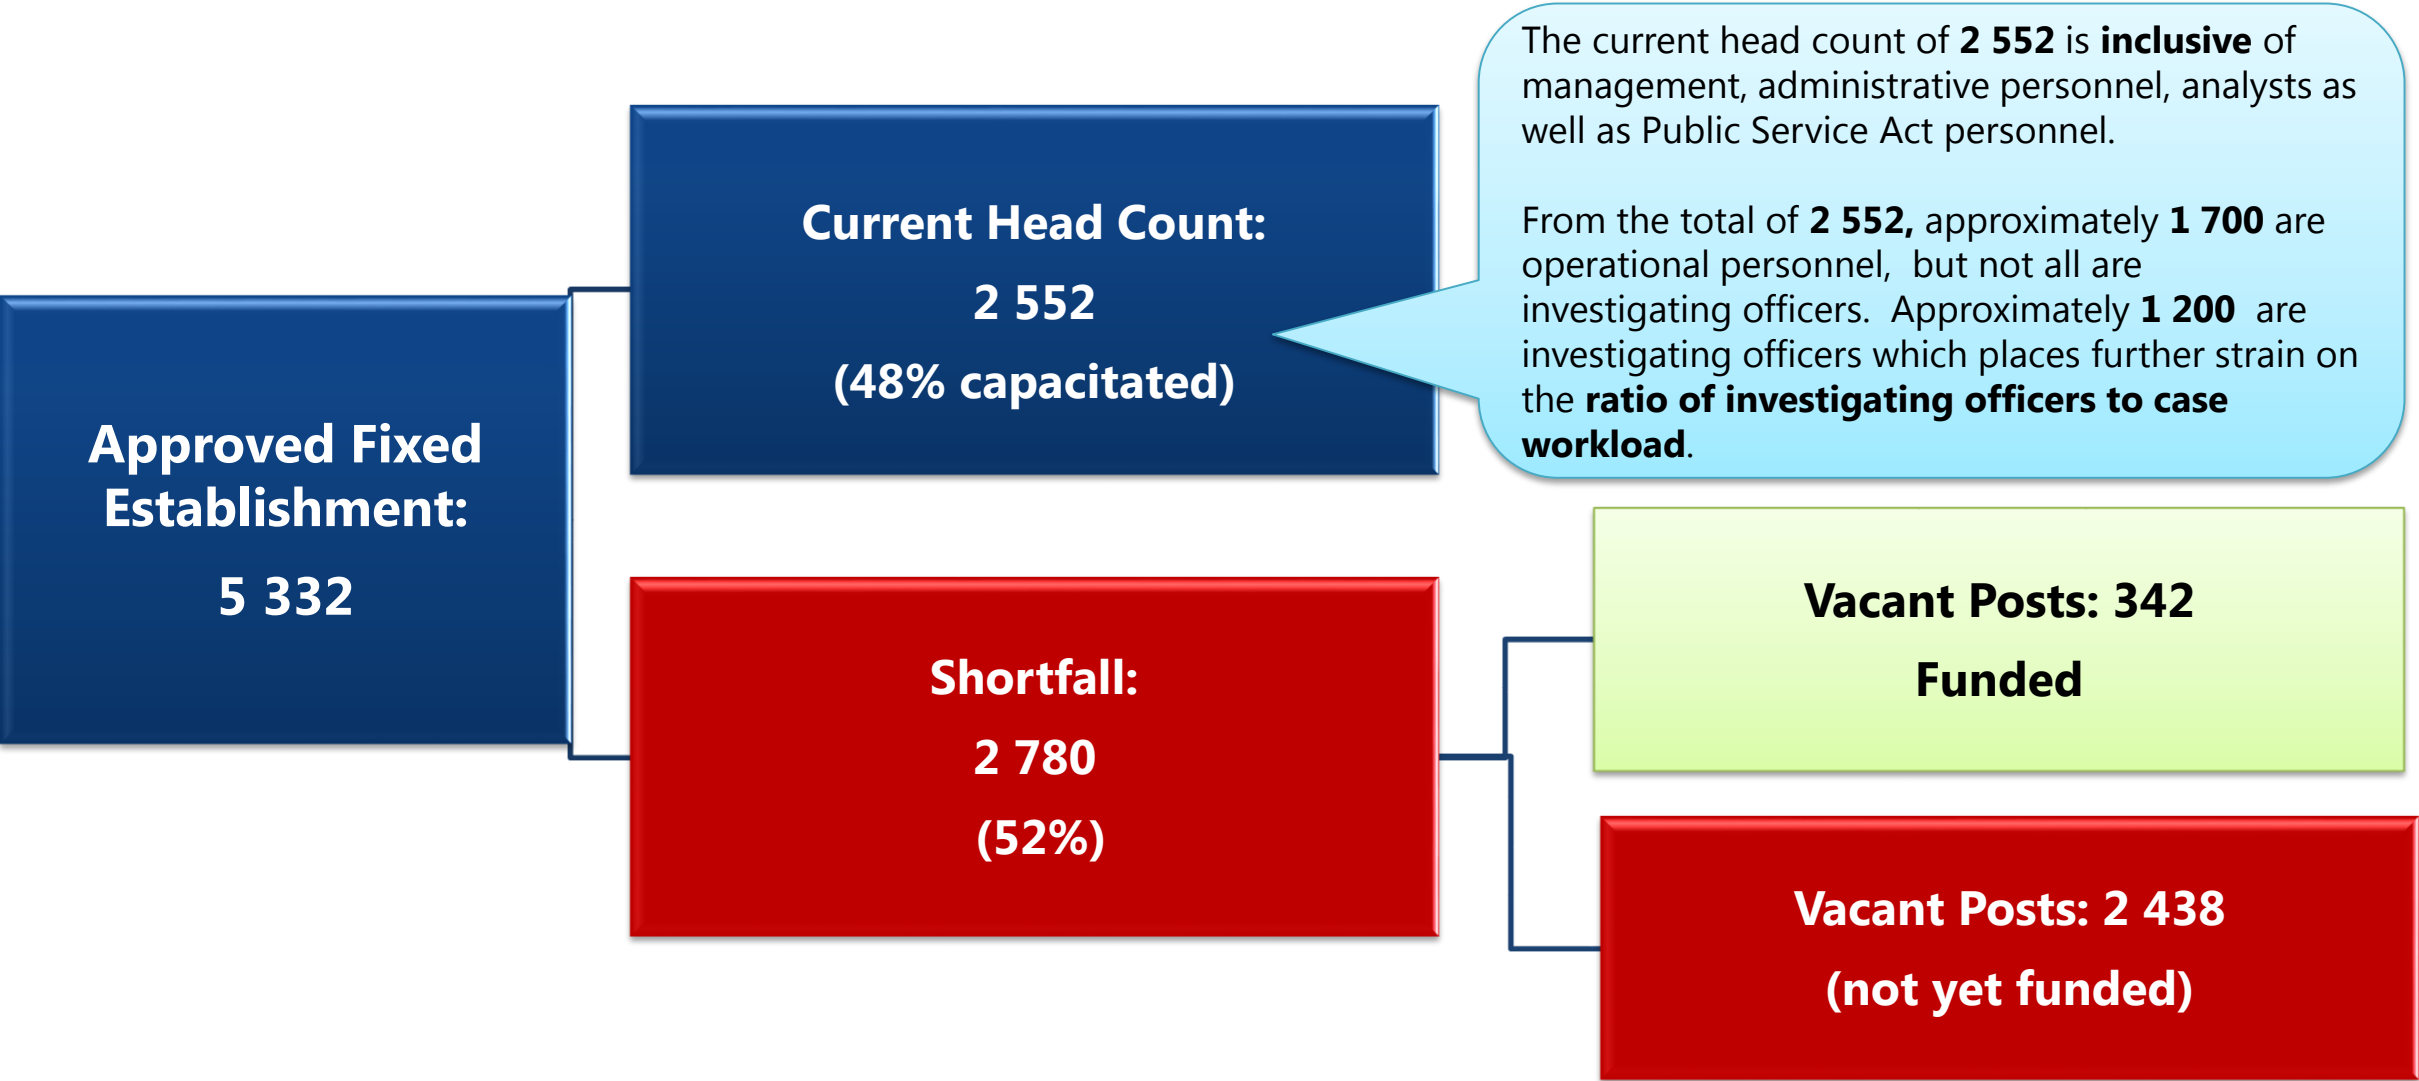 Approved Fixed
Establishment:
5 332
Current Head Count:
2 552
(48% capacitated)
The current head count of 2 552 is inclusive of
management, administrative personnel, analysts as
well as Public Service Act personnel.
From the total of 2 552, approximately 1 700 are
operational personnel, but not all are
investigating officers. Approximately 1 200 are
investigating officers which places further strain on
the ratio of investigating officers to case
workload.
Shortfall:
2 780
(52%)
Vacant Posts: 342
Funded
Vacant Posts: 2 438
(not yet funded)